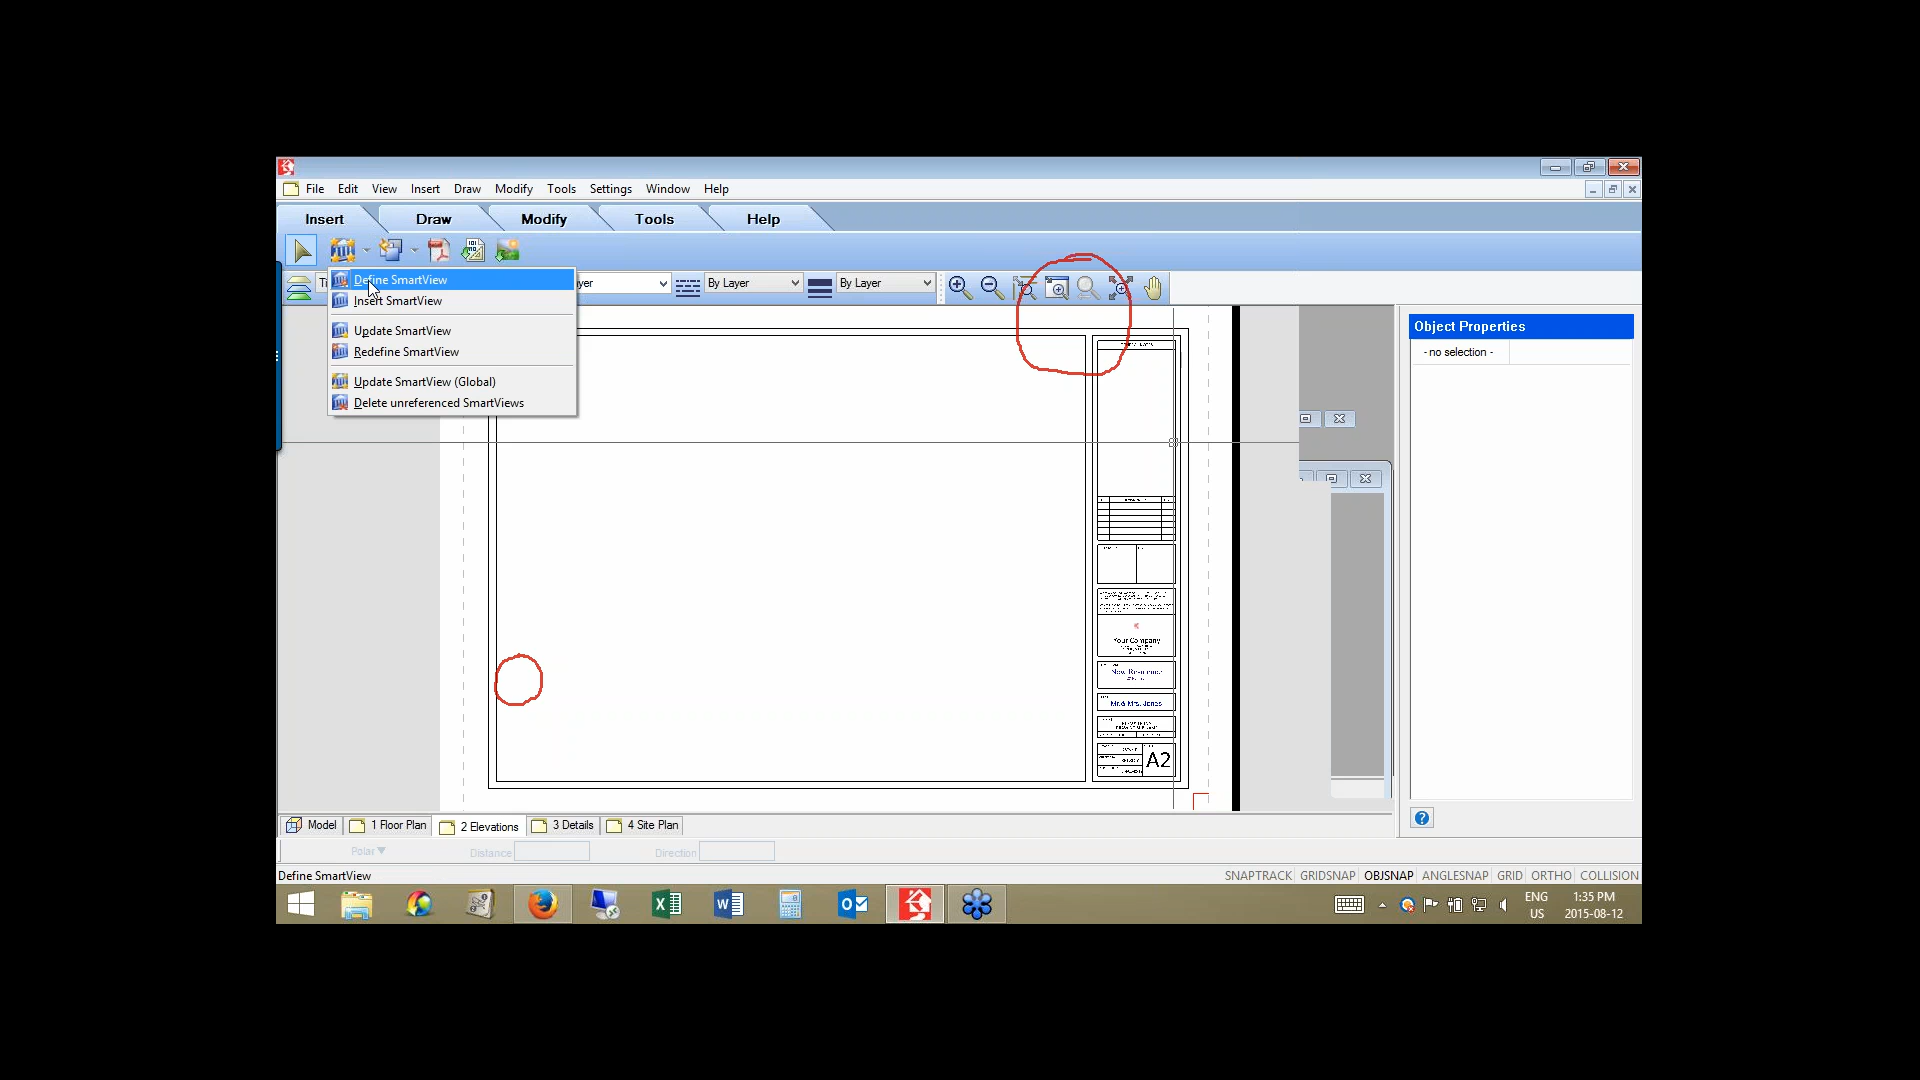 File Edit View Insert Draw Modify Tools Settings Window Help
Insert Draw Modify Tools Help
Define SmartView
Insert SmartView
Update SmartView
Redefine SmartView
Update SmartView (Global)
Delete unreferenced SmartViews
By Layer
By Layer
Object Properties
- no selection -
Your Company
Mr.& Mrs. Jones
A2
Model 1 Floor Plan 2 Elevations 3 Details 4 Site Plan
Polar Distance Direction
Define SmartView
SNAPTRACK GRIDSNAP OBJSNAP ANGLESNAP GRID ORTHO COLLISION
ENG
US
1:35 PM
2015-08-12